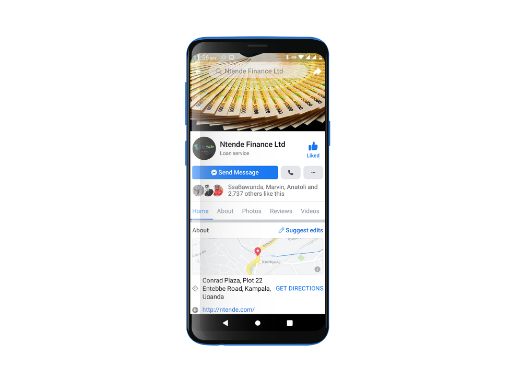 Ntende Finance Ltd
Ntende Finance Ltd
Loan service
Liked
Send Message
SsaBawunda, Marvin, Anatoli and
2,737 others like this
Home About Photos Reviews Videos
About Suggest edits
Conrad Plaza, Plot 22
Entebbe Road, Kampala, GET DIRECTIONS
Uganda
http://ntende.com/